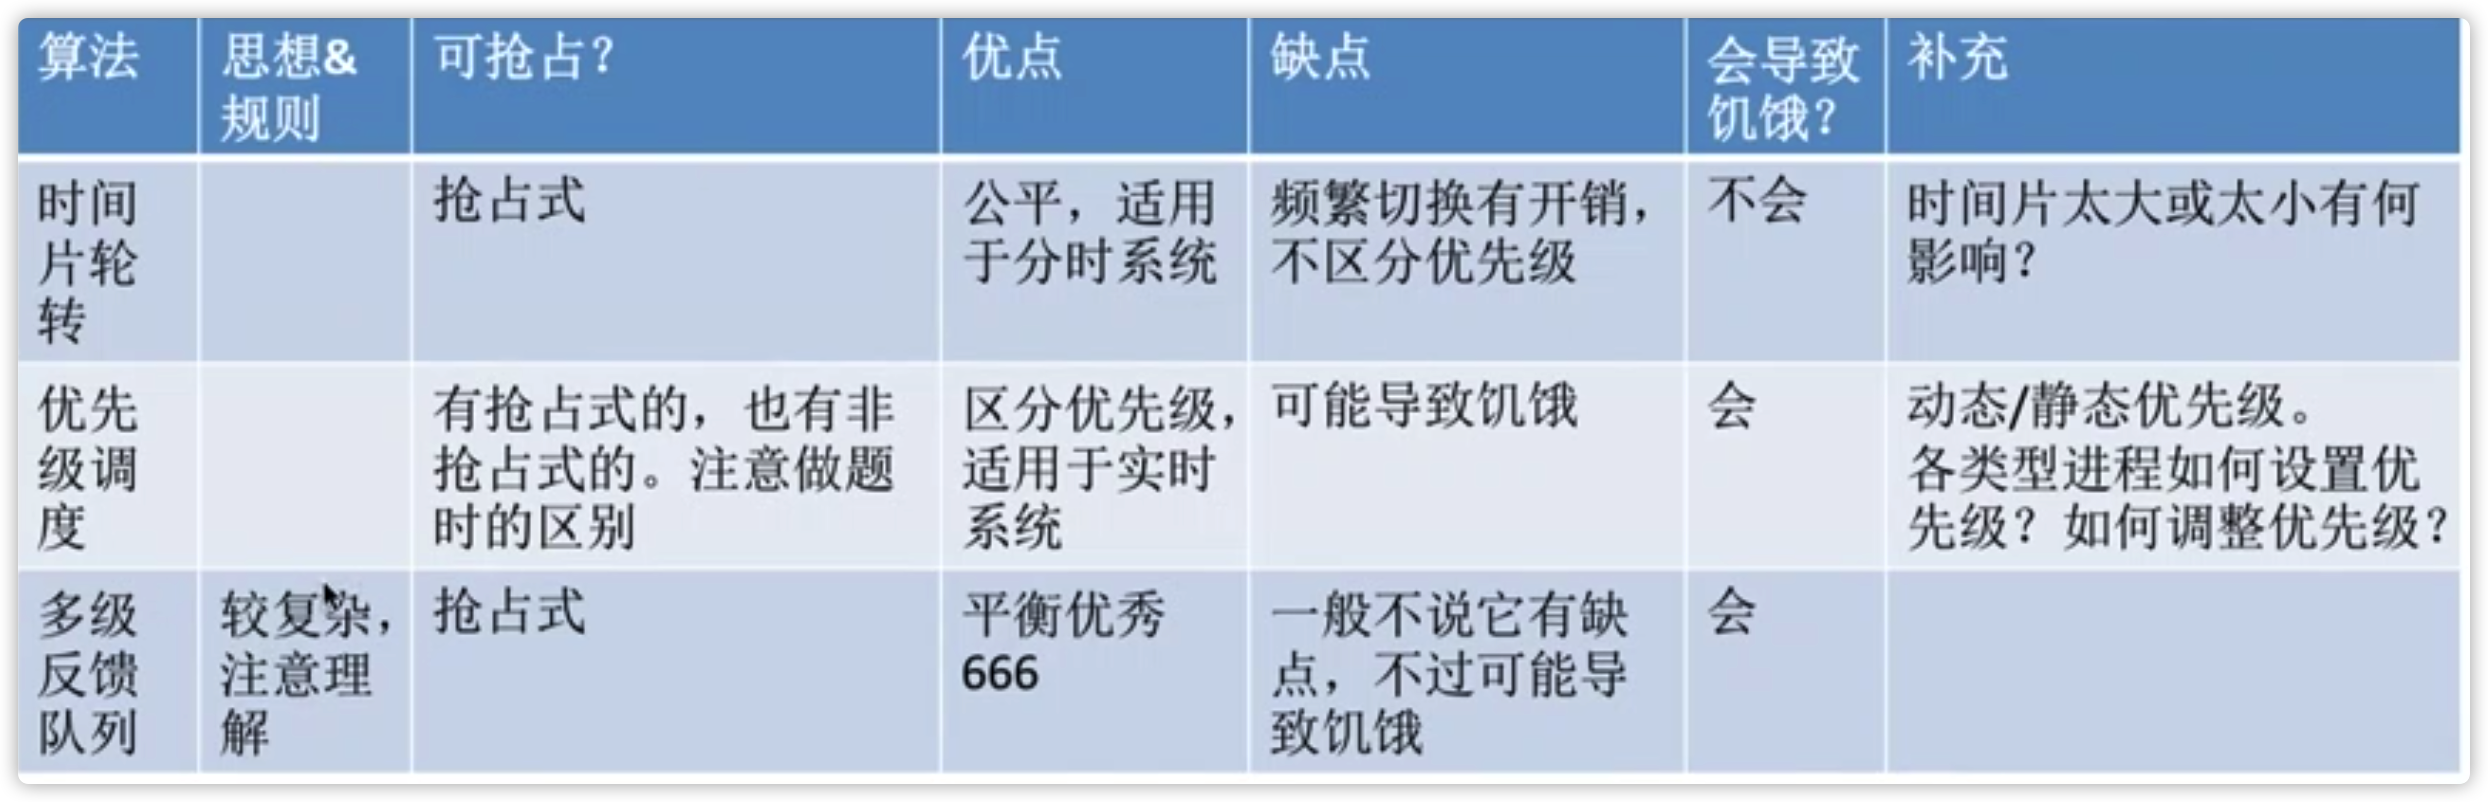 算法
思想&
规则
可抢占？
优点
缺点
会导致
饥饿？
补充
时间
片轮
转
抢占式
公平，适用
于分时系统
频繁切换有开销，
不区分优先级
不会
时间片太大或太小有何
影响？
优先
级调
度
有抢占式的，也有非
抢占式的。注意做题
时的区别
区分优先级，
适用于实时
系统
可能导致饥饿
会
动态/静态优先级。
各类型进程如何设置优
先级？如何调整优先级？
多级
反馈
队列
较复杂，
注意理
解
抢占式
平衡优秀
666
一般不说它有缺
点，不过可能导
致饥饿
会